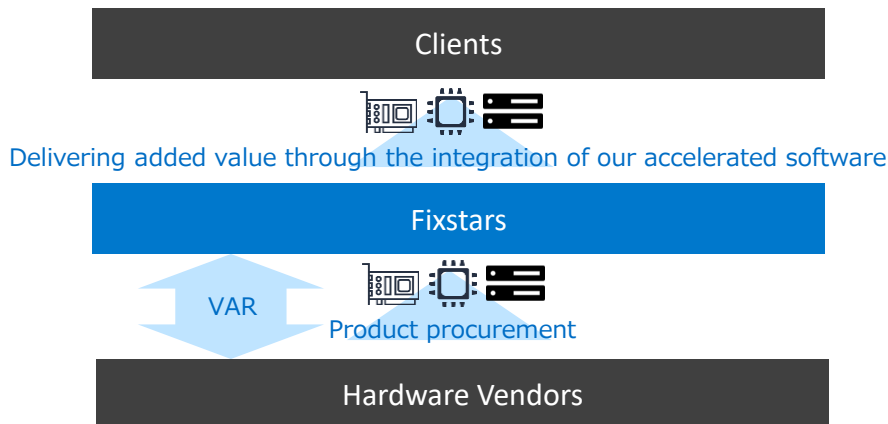 Clients
Delivering added value through the integration of our accelerated software
Fixstars
VAR
Product procurement
Hardware Vendors